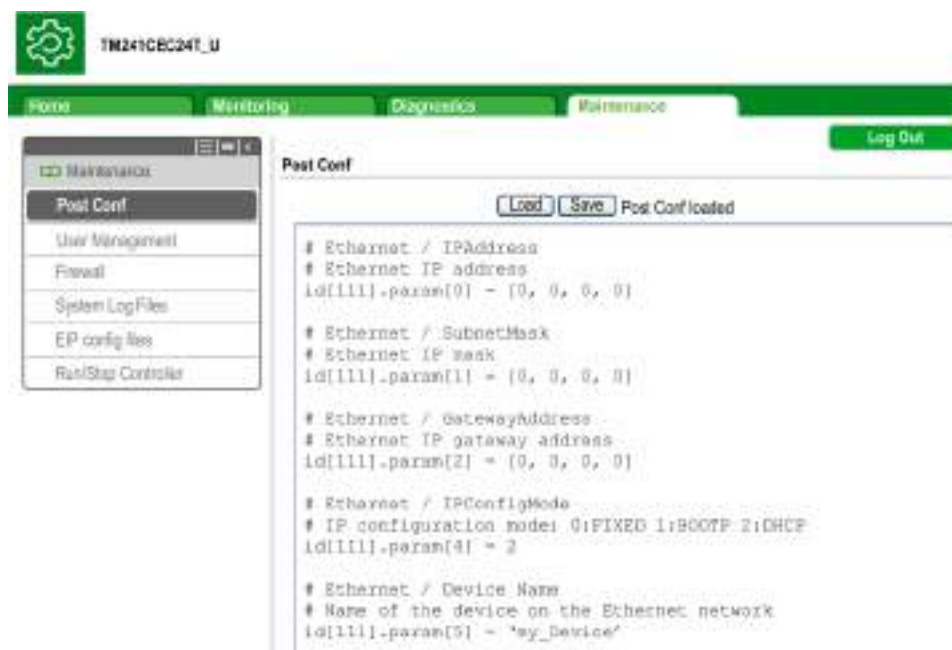 TM241CEC24T_U
Home
Monitoring
Diagnostics
Maintenance
Log Out
Maintenance
Post Conf
User Management
Firewall
System Log Files
EIP config files
Run/Stop Controller
Post Conf
Load Save Post Conf loaded
# Ethernet / IPAddress
# Ethernet IP address
id[111].param[0] = [0, 0, 0, 0]
# Ethernet / SubnetMask
# Ethernet IP mask
id[111].param[1] = [0, 0, 0, 0]
# Ethernet / GatewayAddress
# Ethernet IP gateway address
id[111].param[2] = [0, 0, 0, 0]
# Ethernet / IPConfigMode
# IP configuration mode: 0:FIXED 1:BOOTP 2:DHCP
id[111].param[4] = 2
# Ethernet / Device Name
# Name of the device on the Ethernet network
id[111].param[5] = "my_Device"